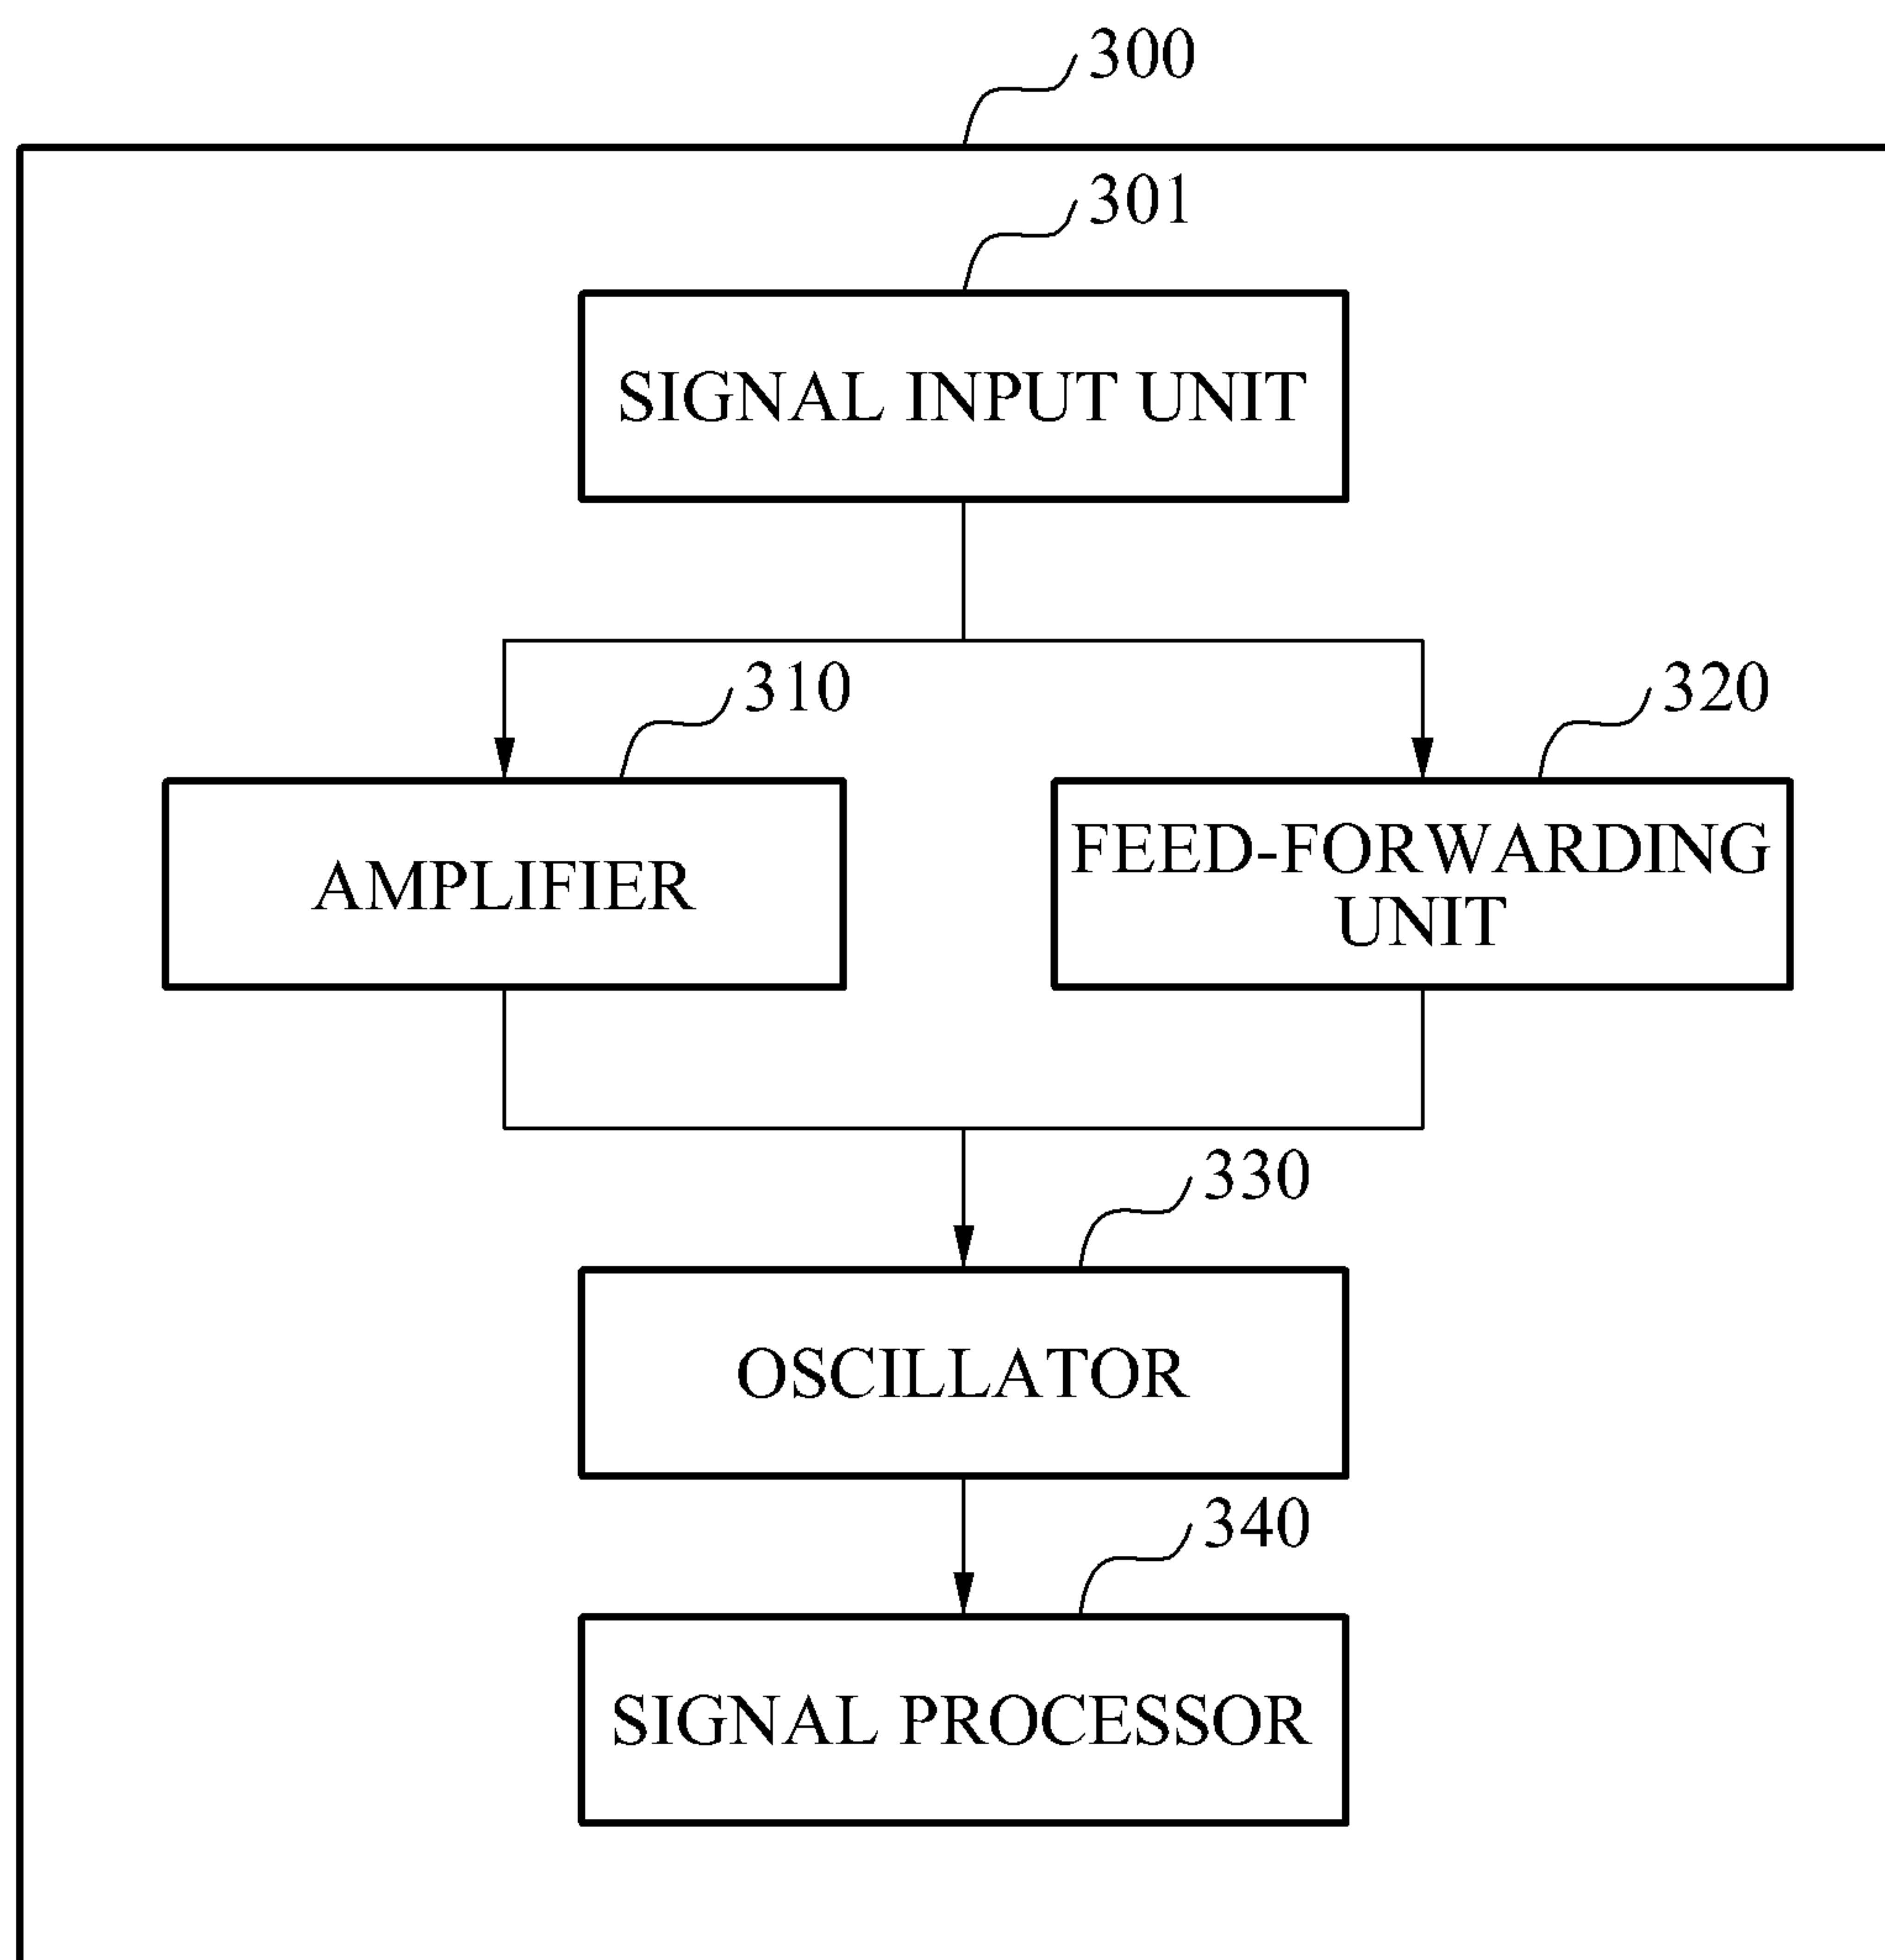 300
301
SIGNAL INPUT UNIT
310
320
AMPLIFIER
FEED-FORWARDING
UNIT
330
OSCILLATOR
340
SIGNAL PROCESSOR